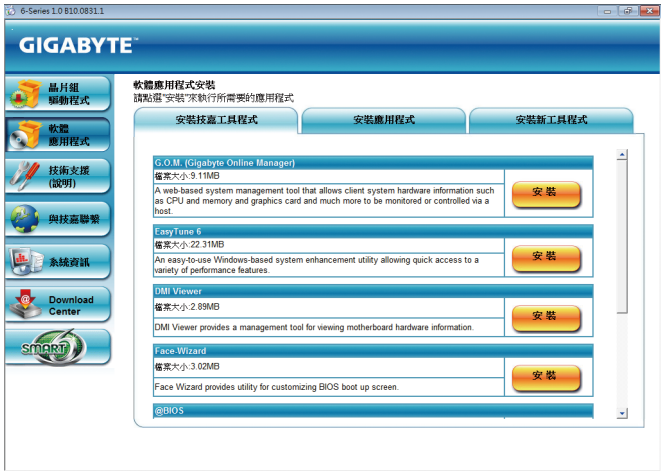 6-Series 1.0 B10.0831.1
GIGABYTE™
晶片組
驅動程式
軟體
應用程式
技術支援
(說明)
與技嘉聯繫
系統資訊
Download
Center
SMART
軟體應用程式安裝
請點選"安裝"來執行所需要的應用程式
安裝技嘉工具程式
安裝應用程式
安裝新工具程式
G.O.M. (Gigabyte Online Manager)
檔案大小:9.11MB
A web-based system management tool that allows client system hardware information such
as CPU and memory and graphics card and much more to be monitored or controlled via a
host.
安裝
EasyTune 6
檔案大小:22.31MB
An easy-to-use Windows-based system enhancement utility allowing quick access to a
variety of performance features.
安裝
DMI Viewer
檔案大小:2.89MB
DMI Viewer provides a management tool for viewing motherboard hardware information.
安裝
Face-Wizard
檔案大小:3.02MB
Face Wizard provides utility for customizing BIOS boot up screen.
安裝
@BIOS